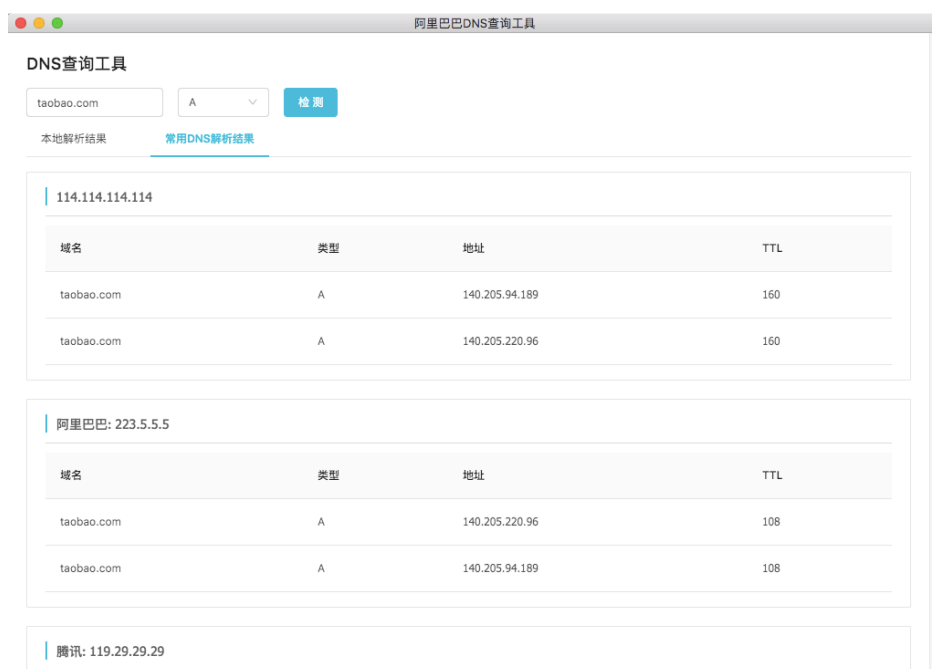 阿里巴巴DNS查询工具
DNS查询工具
taobao.com A 检 测
本地解析结果 常用DNS解析结果
114.114.114.114
域名 类型 地址 TTL
taobao.com A 140.205.94.189 160
taobao.com A 140.205.220.96 160
阿里巴巴: 223.5.5.5
域名 类型 地址 TTL
taobao.com A 140.205.220.96 108
taobao.com A 140.205.94.189 108
腾讯: 119.29.29.29